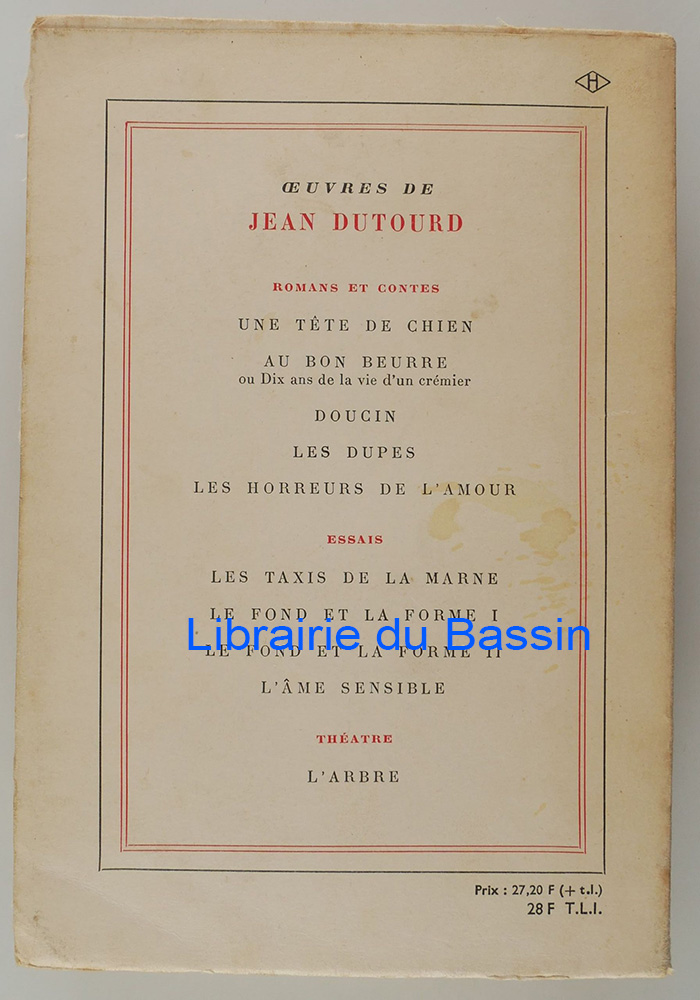 H
ŒUVRES DE
JEAN DUTOURD
ROMANS ET CONTES
UNE TÊTE DE CHIEN
AU BON BEURRE
ou Dix ans de la vie d'un crémier
DOUCIN
LES DUPES
LES HORREURS DE L'AMOUR
ESSAIS
LES TAXIS DE LA MARNE
LE FOND ET LA FORME I
Librairie du Bassin
LE FOND ET LA FORME II
L'ÂME SENSIBLE
THÉATRE
L'ARBRE
Prix : 27,20 F (+ t.l.)
28 F T.L.I.